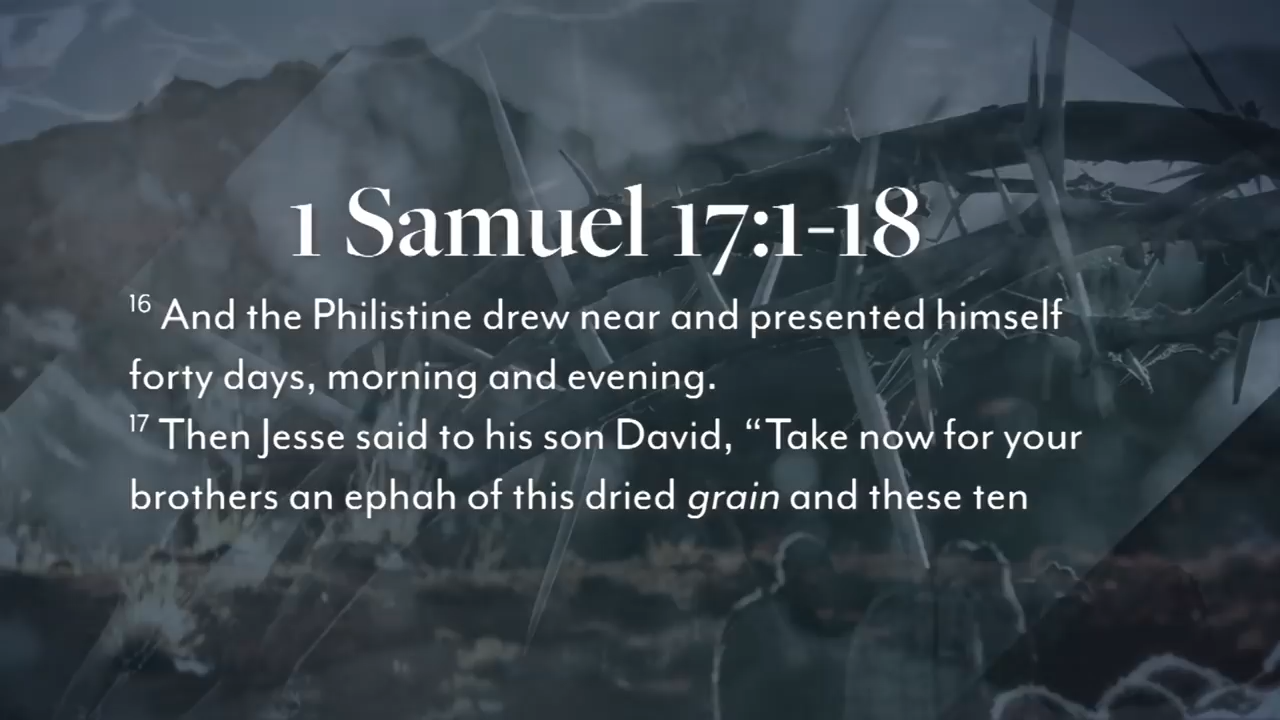 1 Samuel 17:1-18
16 And the Philistine drew near and presented himself
forty days, morning and evening.
17 Then Jesse said to his son David, “Take now for your
brothers an ephah of this dried grain and these ten